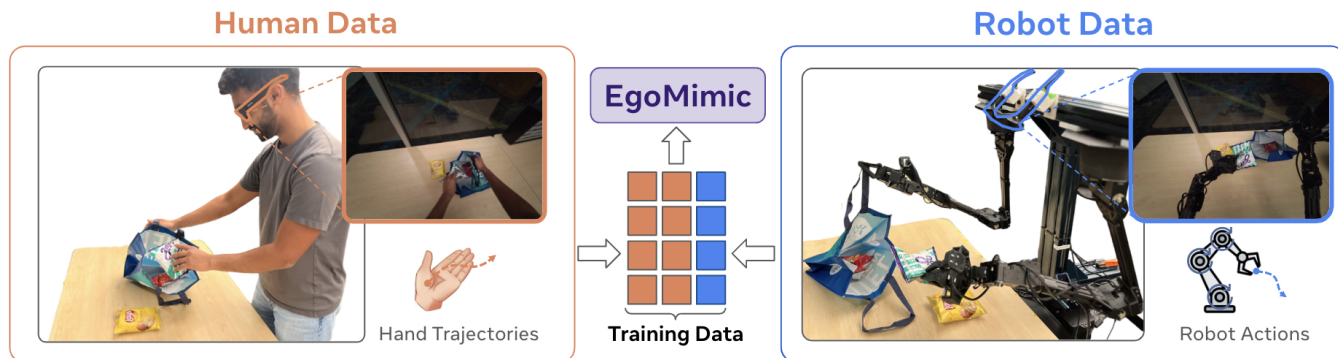 Human Data
Robot Data
EgoMimic
Hand Trajectories
Training Data
Robot Actions